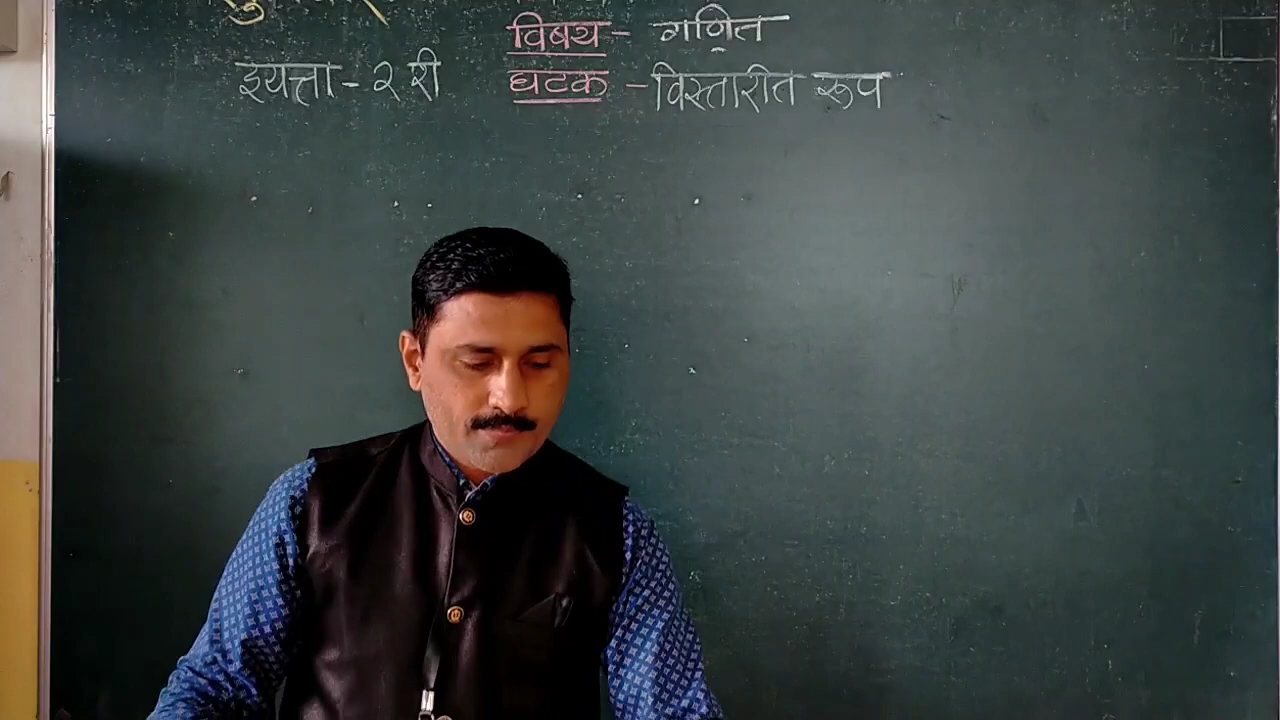 विषय - गणित
इयत्ता - २ री घटक - विस्तारीत रूप